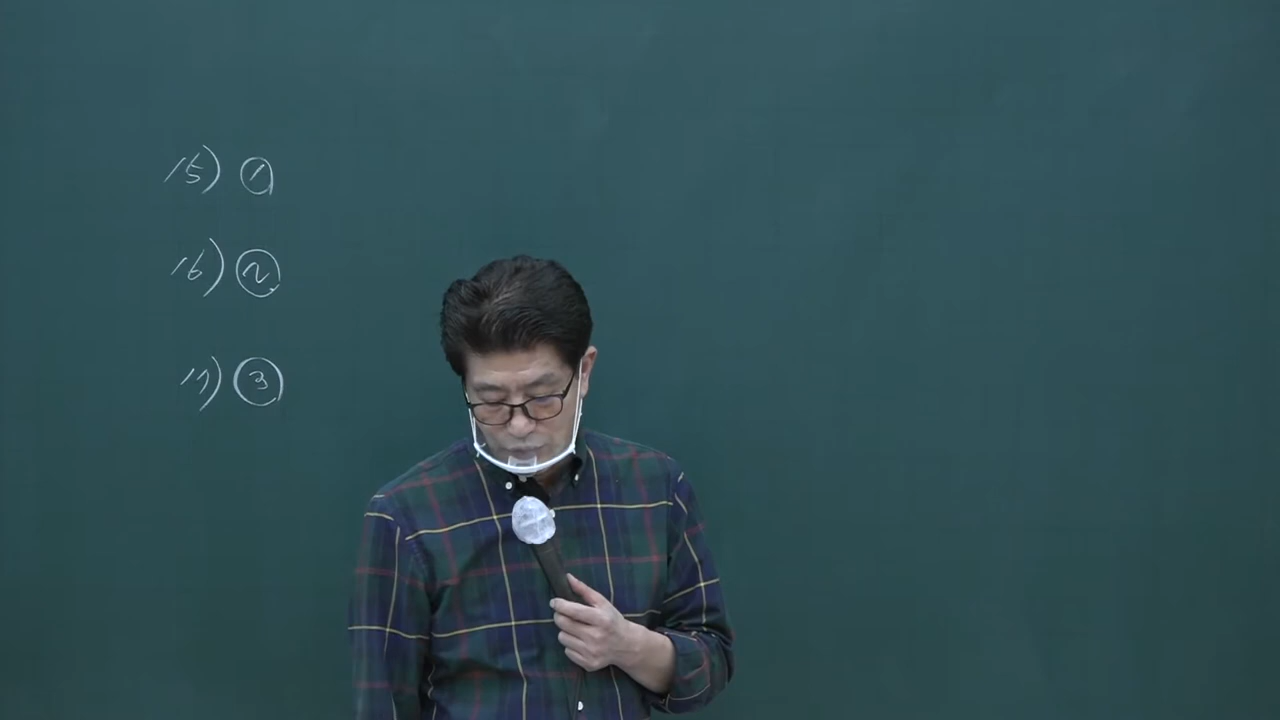 15) ①
16) ②
17) ③